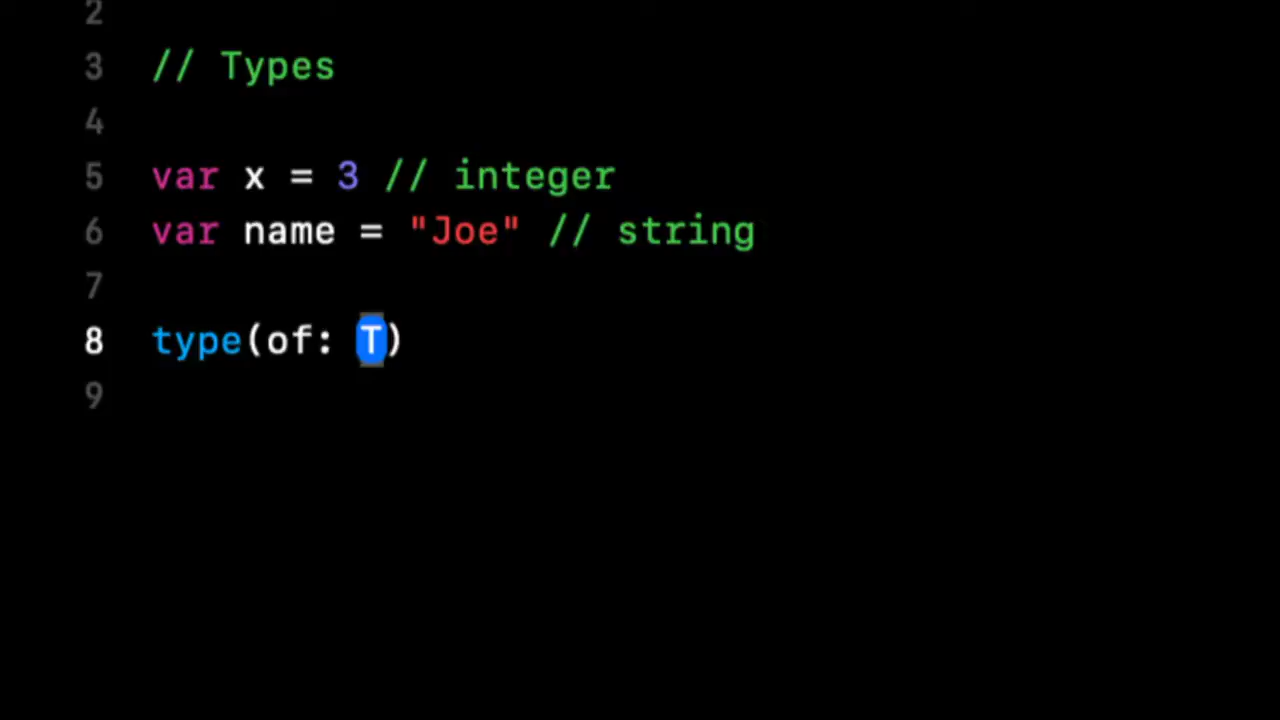 2
3 // Types
4
5 var x = 3 // integer
6 var name = "Joe" // string
7
8 type(of: T)
9